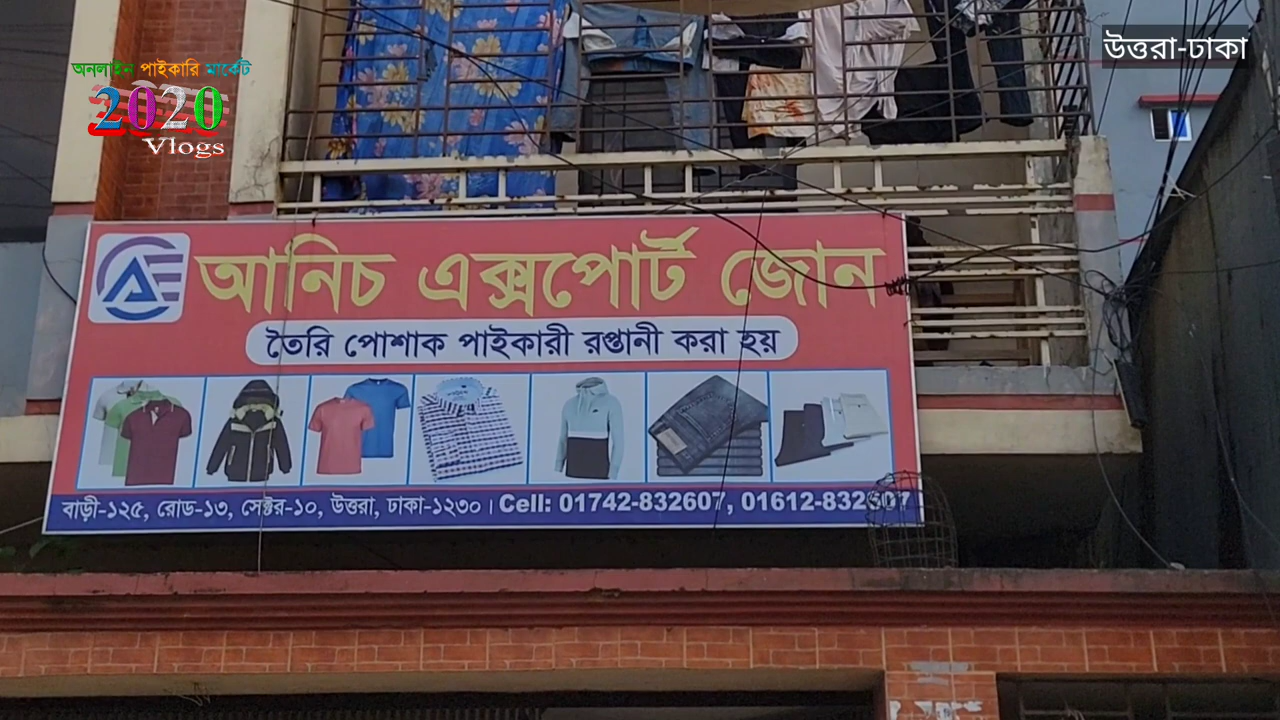 অনলাইন পাইকারি মার্কেট
2020
Vlogs
উত্তরা-ঢাকা
আনিচ এক্সপোর্ট জোন
তৈরি পোশাক পাইকারী রপ্তানী করা হয়
বাড়ী-১২৫, রোড-১৩, সেক্টর-১০, উত্তরা, ঢাকা-১২৩০। Cell: 01742-832607, 01612-832607